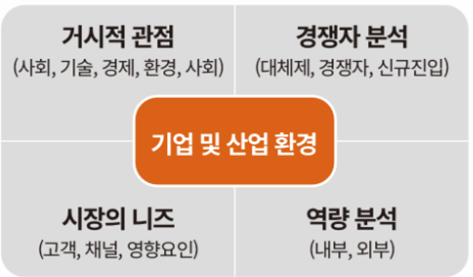 거시적 관점
(사회, 기술, 경제, 환경, 사회)
경쟁자 분석
(대체제, 경쟁자, 신규진입)
기업 및 산업 환경
시장의 니즈
(고객, 채널, 영향요인)
역량 분석
(내부, 외부)